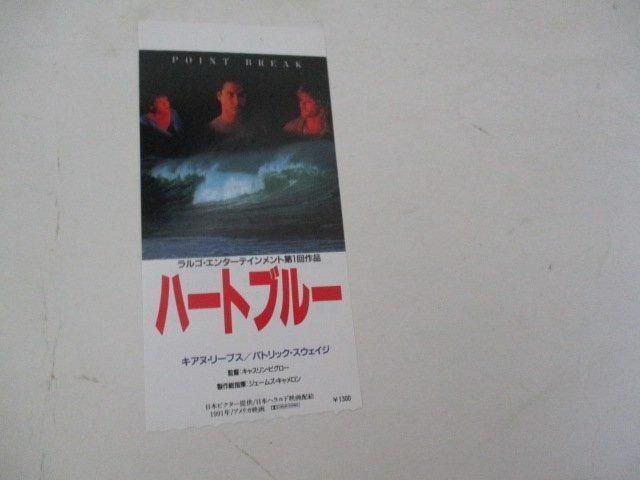 POINT BREAK
ラルゴ・エンターテインメント第1回作品
ハートブルー
キアヌ・リーブス／パトリック・スウェイジ
監督：キャスリン・ビグロー
製作総指揮：ジェームズ・キャメロン
日本ビクター提供/日本ヘラルド映画配給
1991年/アメリカ映画
¥1300